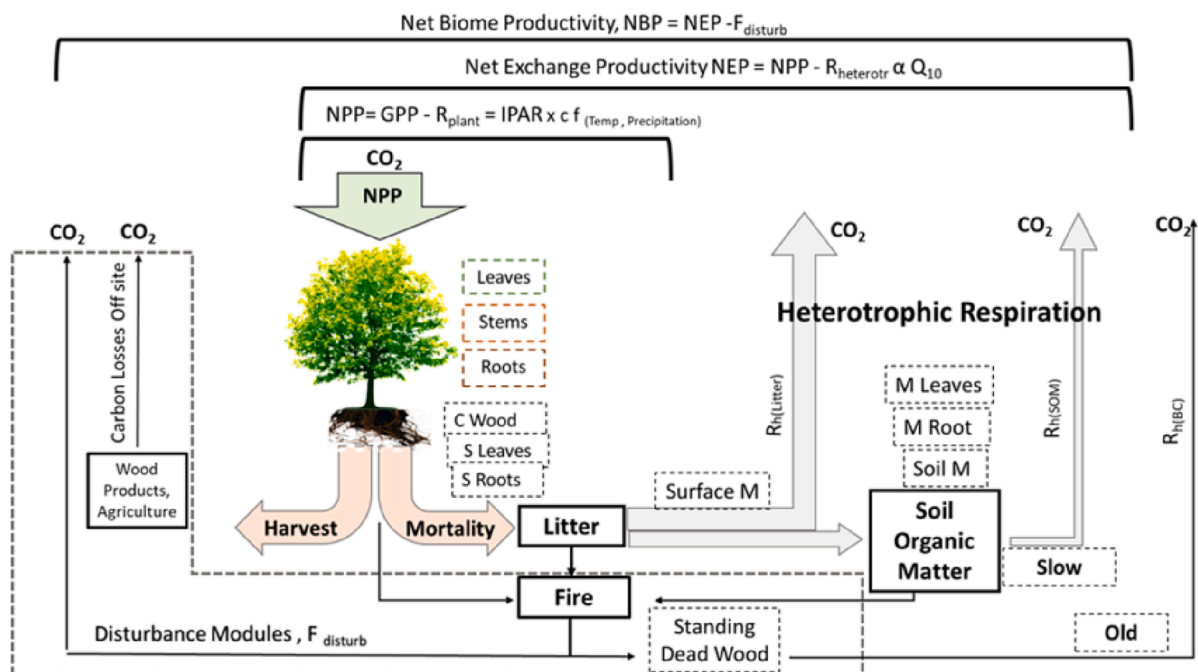 Net Biome Productivity, NBP = NEP -F disturb
Net Exchange Productivity NEP = NPP - R heterotr α Q10
NPP= GPP - R plant = IPAR x c f (Temp , Precipitation)
CO2
NPP
CO2
CO2
CO2
CO2
CO2
Carbon Losses Off site
Leaves
Stems
Roots
Heterotrophic Respiration
C Wood
S Leaves
S Roots
Rh(Litter)
M Leaves
M Root
Soil M
Rh(SOM)
Rh(BC)
Wood
Products,
Agriculture
Surface M
Harvest
Mortality
Litter
Soil
Organic
Matter
Slow
Fire
Disturbance Modules , F disturb
Standing
Dead Wood
Old